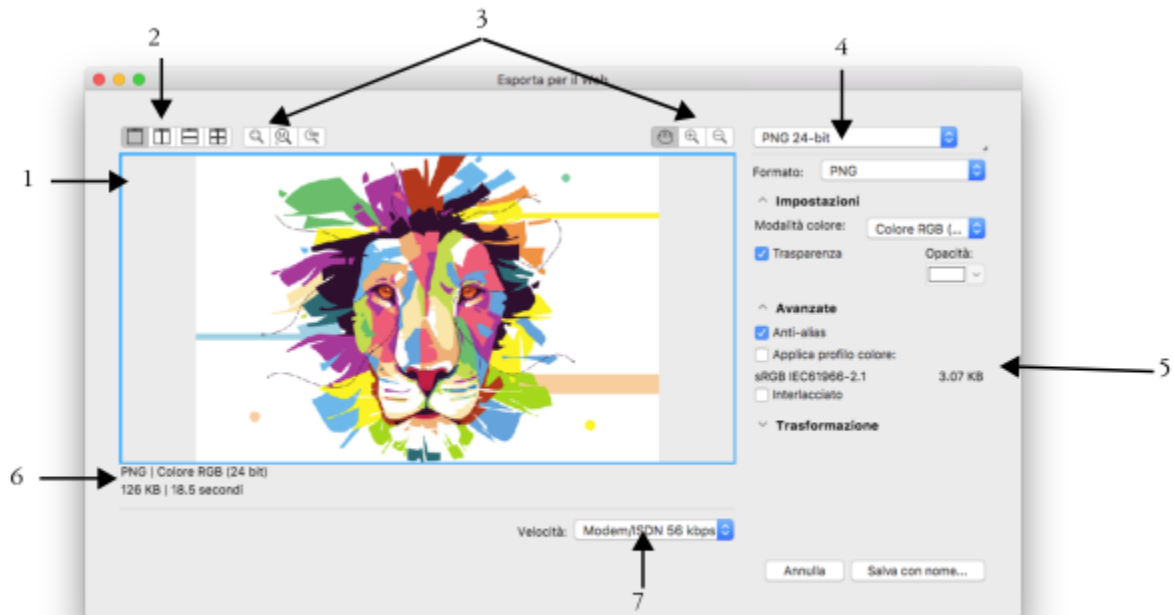 2
3
4
Esporta per il Web
PNG 24-bit
1
Formato: PNG
Impostazioni
Modalità colore: Colore RGB (...
Trasparenza
Opacità:
Avanzate
Anti-alias
Applica profilo colore:
5
sRGB IEC61966-2.1 3.07 KB
Interlacciato
Trasformazione
PNG | Colore RGB (24 bit)
6
126 KB | 18.5 secondi
Velocità: Modem/ISDN 56 kbps
Annulla
Salva con nome...
7